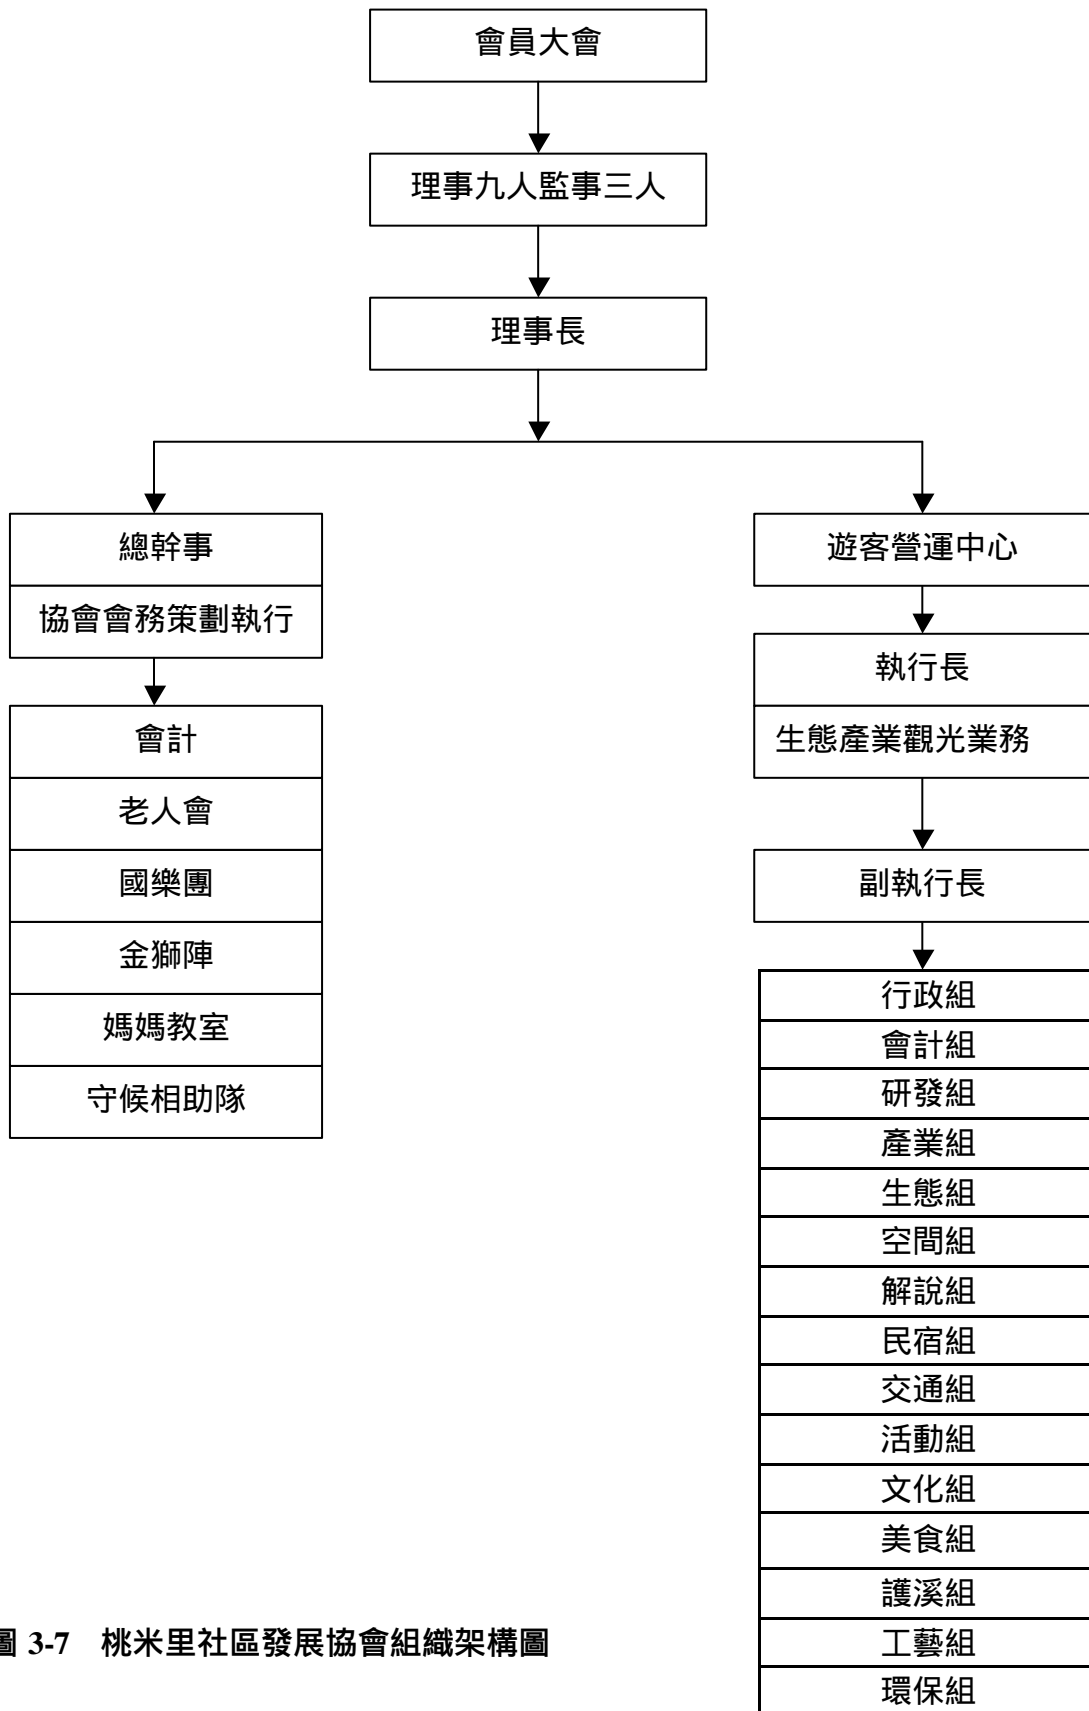 會員大會
理事九人監事三人
理事長
總幹事
協會會務策劃執行
會計
老人會
國樂團
金獅陣
媽媽教室
守候相助隊
遊客營運中心
執行長
生態產業觀光業務
副執行長
行政組
會計組
研發組
產業組
生態組
空間組
解說組
民宿組
交通組
活動組
文化組
美食組
護溪組
工藝組
環保組
圖 3-7 桃米里社區發展協會組織架構圖